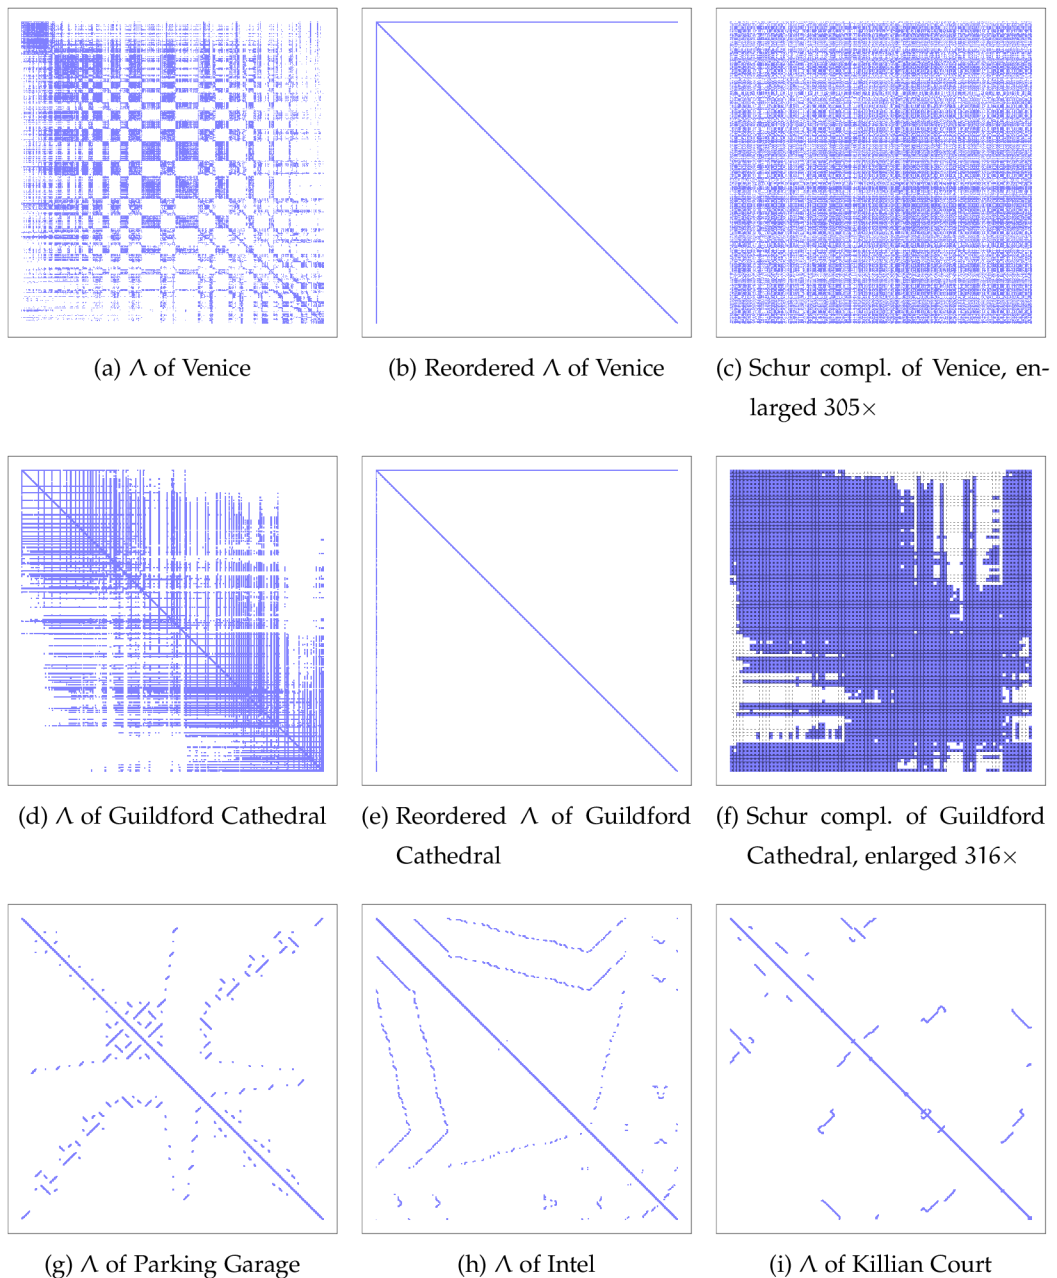 (a) Λ of Venice
(b) Reordered Λ of Venice
(c) Schur compl. of Venice, en-
larged 305×
(d) Λ of Guildford Cathedral
(e) Reordered Λ of Guildford
Cathedral
(f) Schur compl. of Guildford
Cathedral, enlarged 316×
(g) Λ of Parking Garage
(h) Λ of Intel
(i) Λ of Killian Court